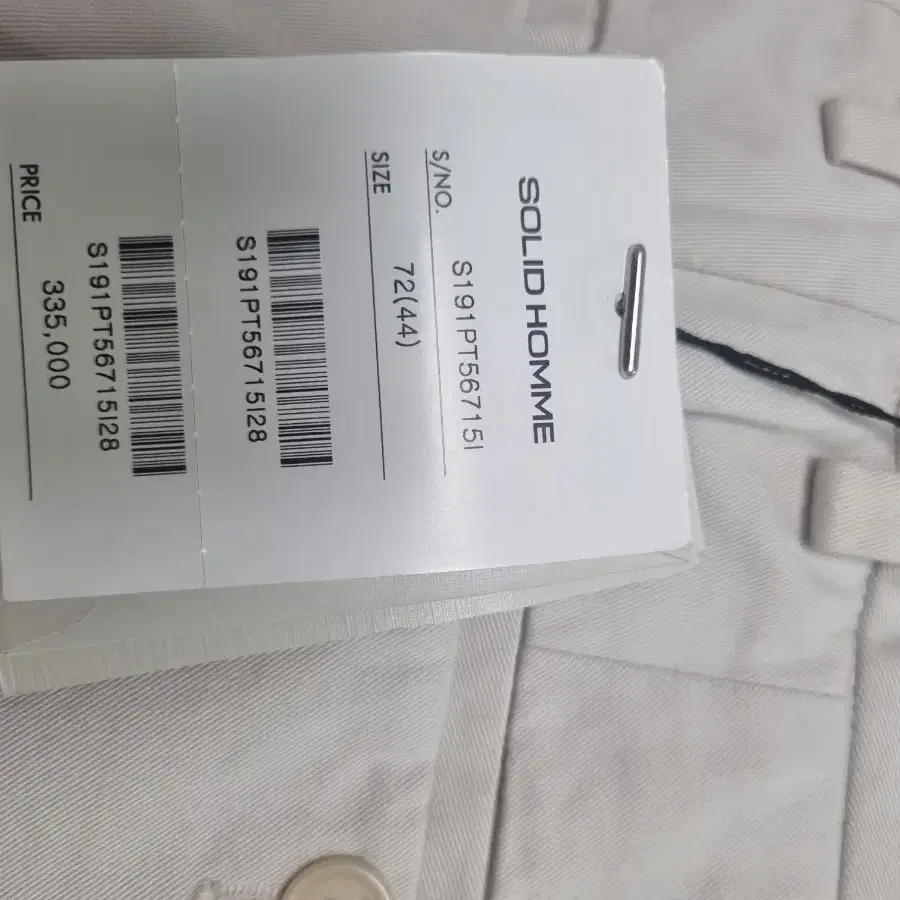 SOLID HOMME
S/NO.
S191PT56715I
SIZE
72(44)
S191PT56715I28
S191PT56715I28
PRICE
335,000